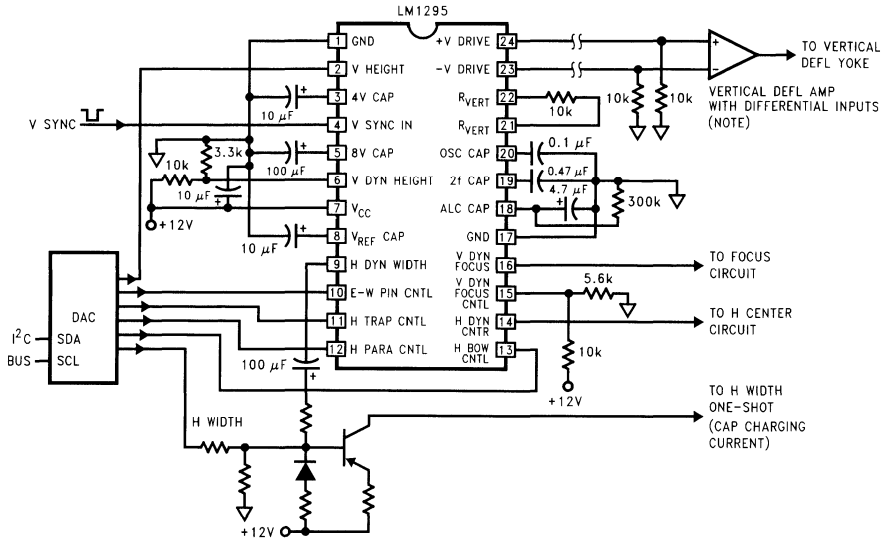 LM1295
1 GND
2 V HEIGHT
3 4V CAP
4 V SYNC IN
5 8V CAP
6 V DYN HEIGHT
7 VCC
8 VREF CAP
9 H DYN WIDTH
10 E-W PIN CNTL
11 H TRAP CNTL
12 H PARA CNTL
+V DRIVE 24
-V DRIVE 23
RVERT 22
RVERT 21
OSC CAP 20
2f CAP 19
ALC CAP 18
GND 17
V DYN
FOCUS 16
V DYN
FOCUS 15
CNTL
H DYN 14
CNTR
H BOW 13
CNTL
V SYNC
10 μF
+
3.3k
100 μF
+
10k
10 μF
+
+12V
10 μF
+
DAC
I2C
BUS
SDA
SCL
100 μF
+
H WIDTH
+12V
+
−
TO VERTICAL
DEFL YOKE
VERTICAL DEFL AMP
WITH DIFFERENTIAL INPUTS
(NOTE)
10k
10k
10k
0.1 μF
0.47 μF
4.7 μF
+
300k
TO FOCUS
CIRCUIT
5.6k
TO H CENTER
CIRCUIT
10k
+12V
TO H WIDTH
ONE-SHOT
(CAP CHARGING
CURRENT)